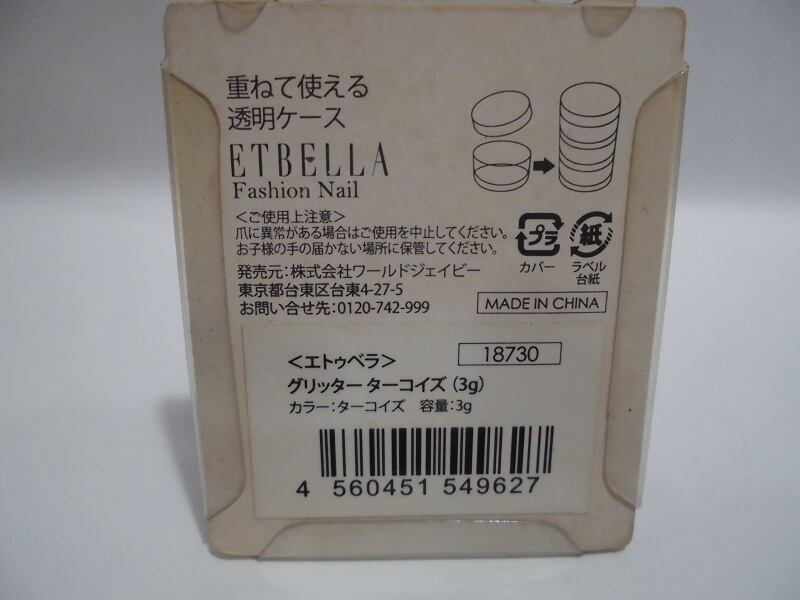 重ねて使える
透明ケース
ETBELLA
Fashion Nail
＜ご使用上注意＞
爪に異常がある場合はご使用を中止してください。
お子様の手の届かない場所に保管してください。
プラ
カバー
紙
ラベル
台紙
発売元:株式会社ワールドジェイビー
東京都台東区台東4-27-5
お問い合せ先:0120-742-999
MADE IN CHINA
＜エトゥベラ＞
18730
グリッター ターコイズ (3g)
カラー:ターコイズ 容量:3g
4 560451 549627